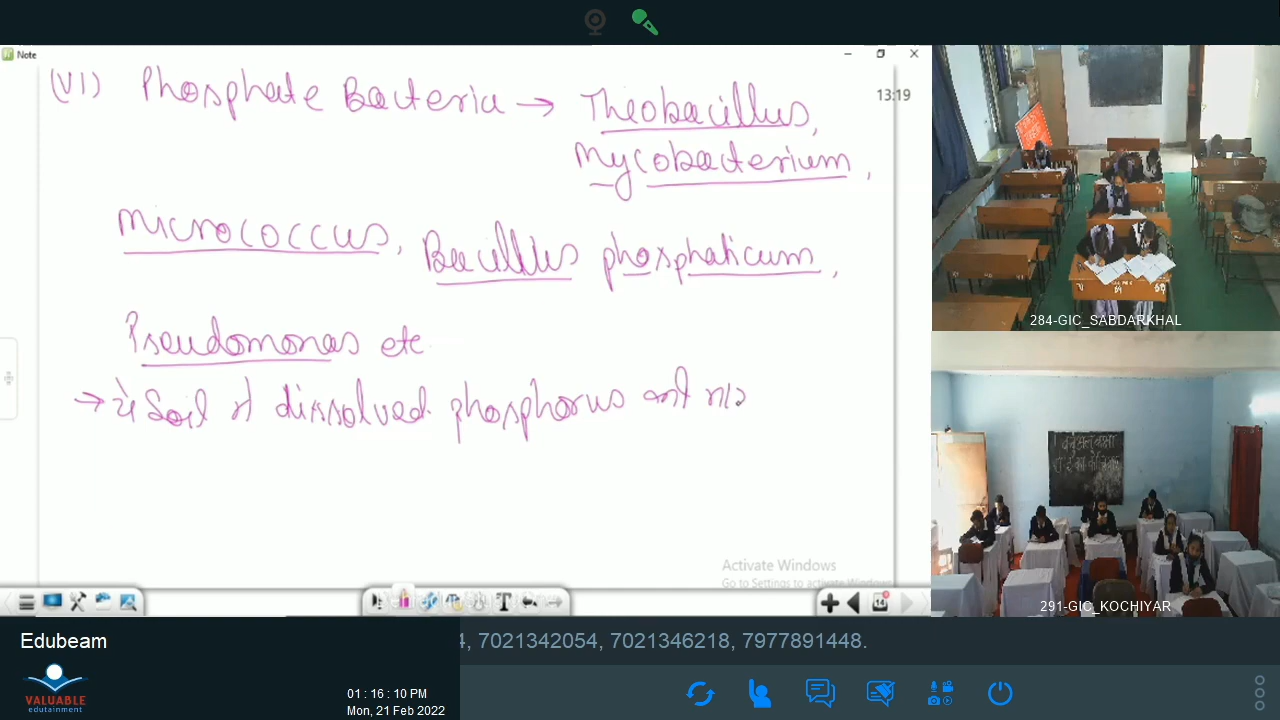 Note
13:19
(VI) Phosphate Bacteria → Theobacillus,
Mycobacterium,
Micrococcus, Bacillus phosphaticum,
Pseudomonas etc
→ ये Soil में dissolved phosphorus
Activate Windows
Go to Settings to activate Windows
284-GIC_SABDARKHAL
291-GIC_KOCHIYAR
Edubeam
4, 7021342054, 7021346218, 7977891448.
VALUABLE
edutainment
01 : 16 : 10 PM
Mon, 21 Feb 2022